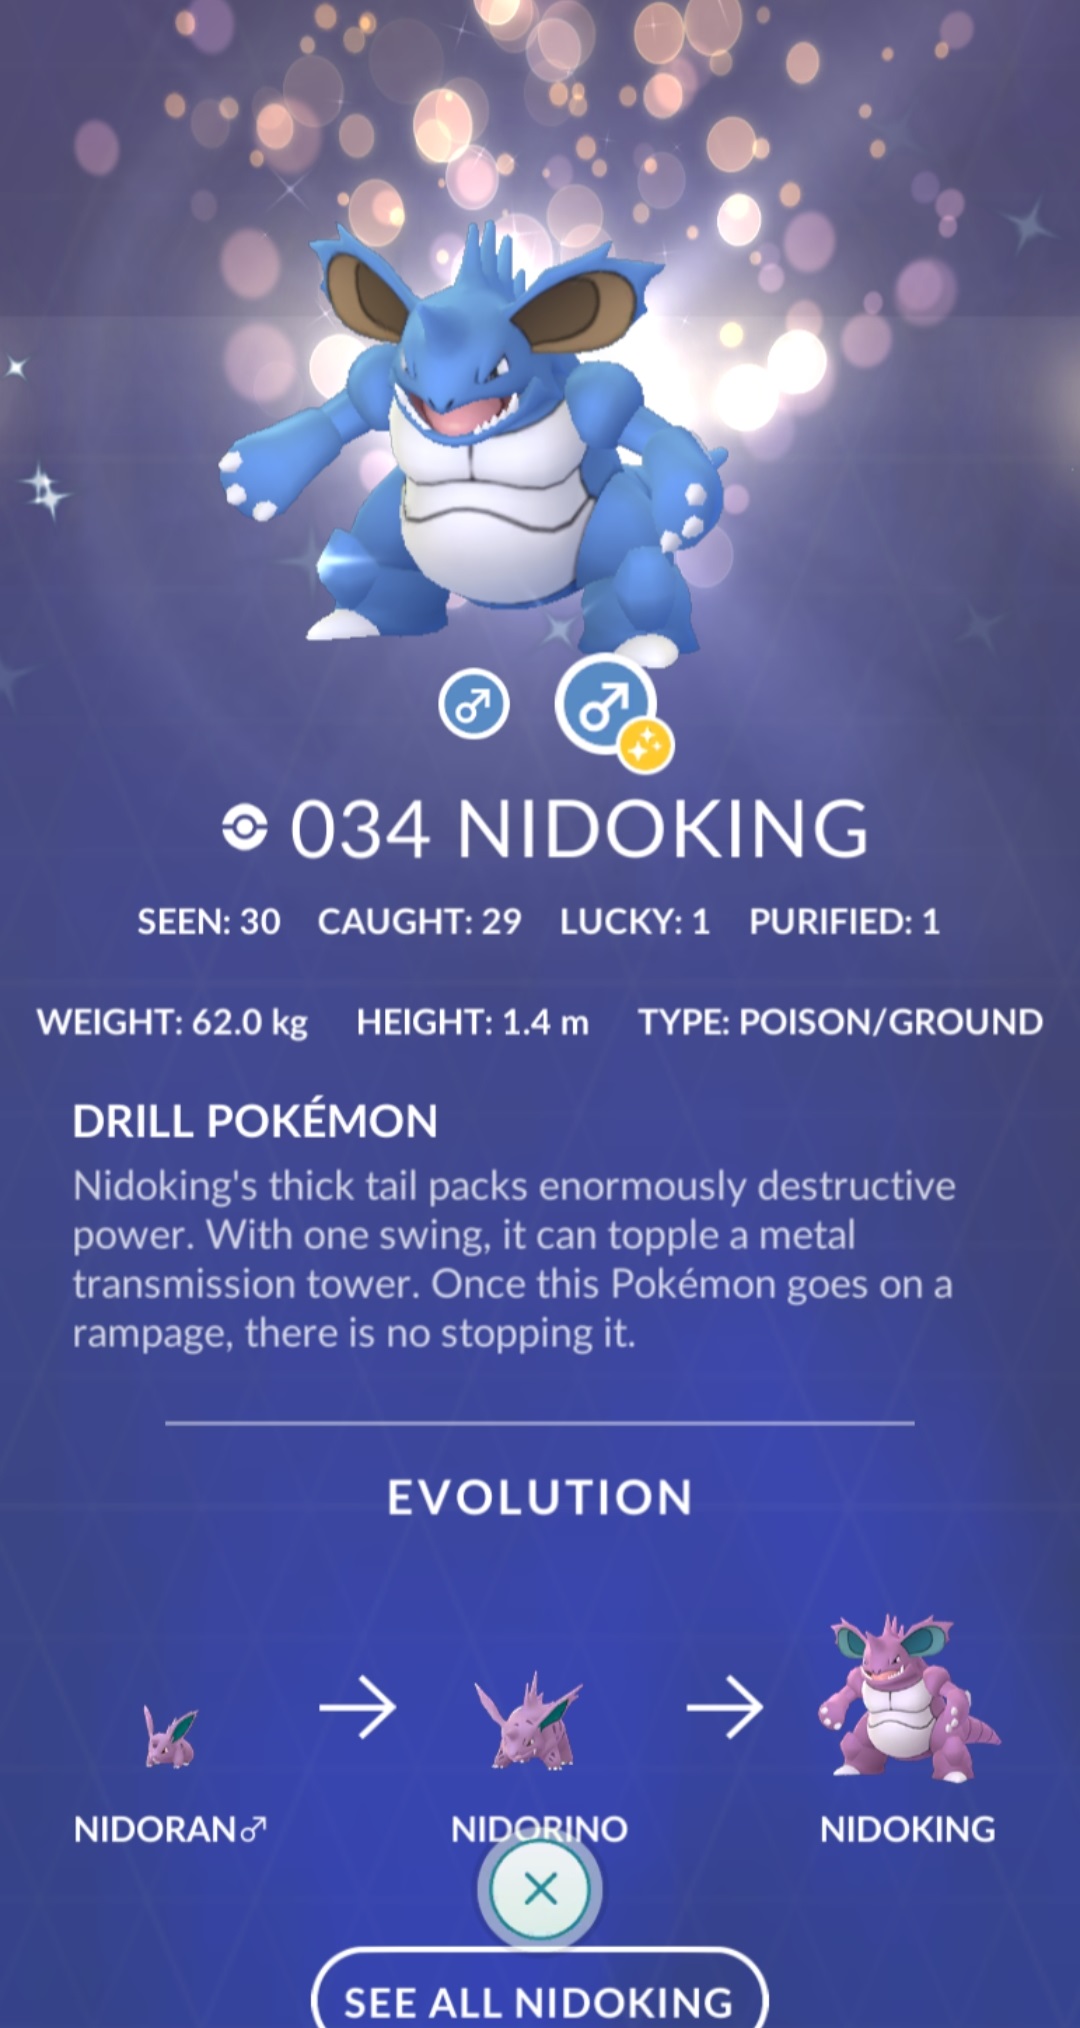 034 NIDOKING
SEEN: 30 CAUGHT: 29 LUCKY: 1 PURIFIED: 1
WEIGHT: 62.0 kg HEIGHT: 1.4 m TYPE: POISON/GROUND
DRILL POKÉMON
Nidoking's thick tail packs enormously destructive
power. With one swing, it can topple a metal
transmission tower. Once this Pokémon goes on a
rampage, there is no stopping it.
EVOLUTION
NIDORAN♂ NIDORINO NIDOKING
SEE ALL NIDOKING